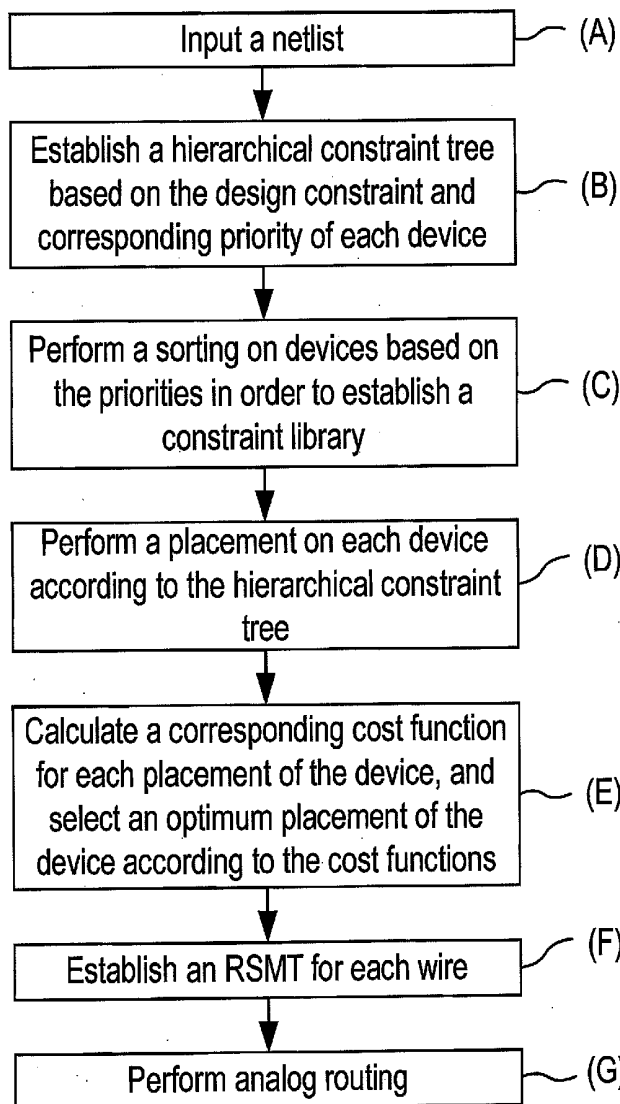 Input a netlist
(A)
Establish a hierarchical constraint tree
based on the design constraint and
corresponding priority of each device
(B)
Perform a sorting on devices based on
the priorities in order to establish a
constraint library
(C)
Perform a placement on each device
according to the hierarchical constraint
tree
(D)
Calculate a corresponding cost function
for each placement of the device, and
select an optimum placement of the
device according to the cost functions
(E)
Establish an RSMT for each wire
(F)
Perform analog routing
(G)